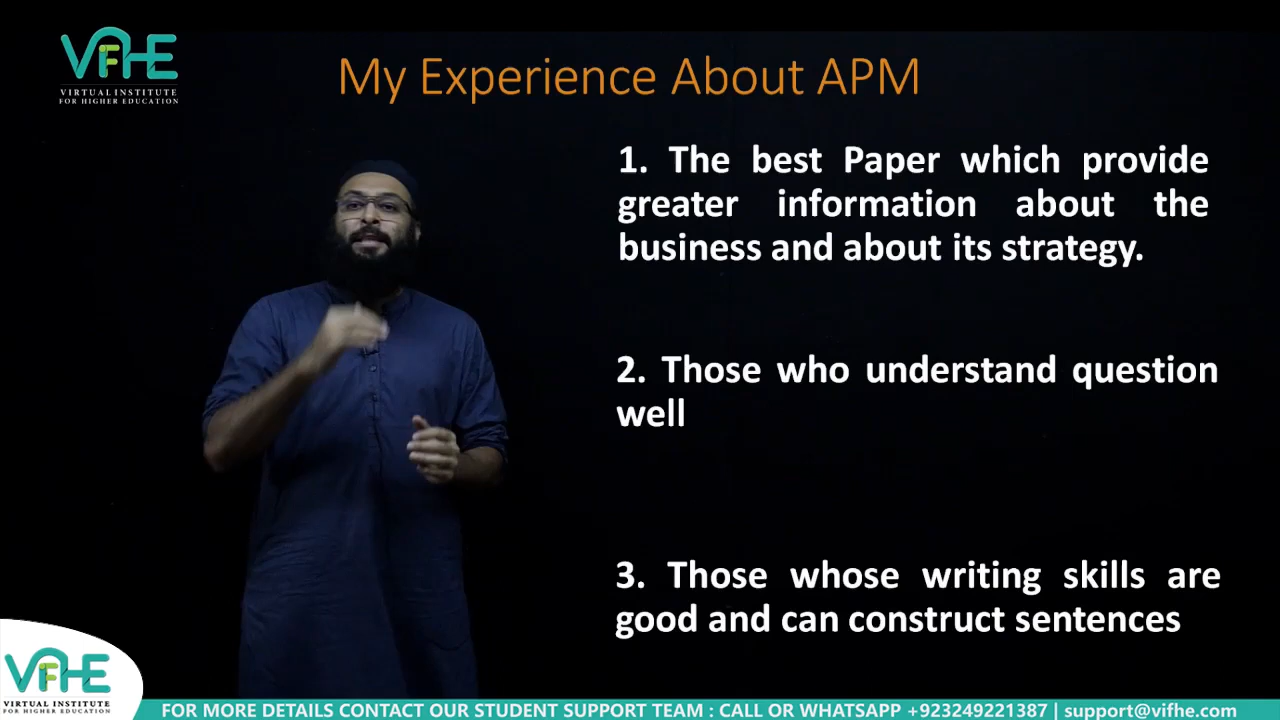 VIFHE
VIRTUAL INSTITUTE
FOR HIGHER EDUCATION
My Experience About APM
1. The best Paper which provide
greater information about the
business and about its strategy.
2. Those who understand question
well
3. Those whose writing skills are
good and can construct sentences
VIFHE
VIRTUAL INSTITUTE
FOR HIGHER EDUCATION
FOR MORE DETAILS CONTACT OUR STUDENT SUPPORT TEAM : CALL OR WHATSAPP +923249221387 | support@vifhe.com